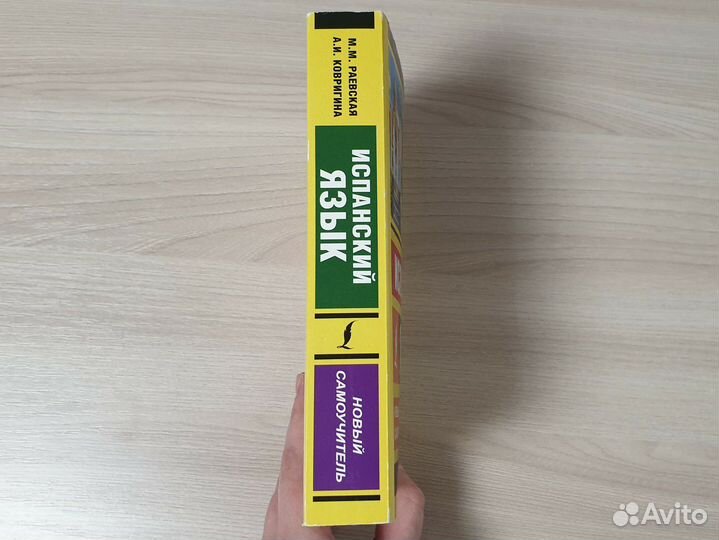 М.М. РАЕВСКАЯ
А.И. КОВРИГИНА
ИСПАНСКИЙ
ЯЗЫК
НОВЫЙ
САМОУЧИТЕЛЬ
Avito